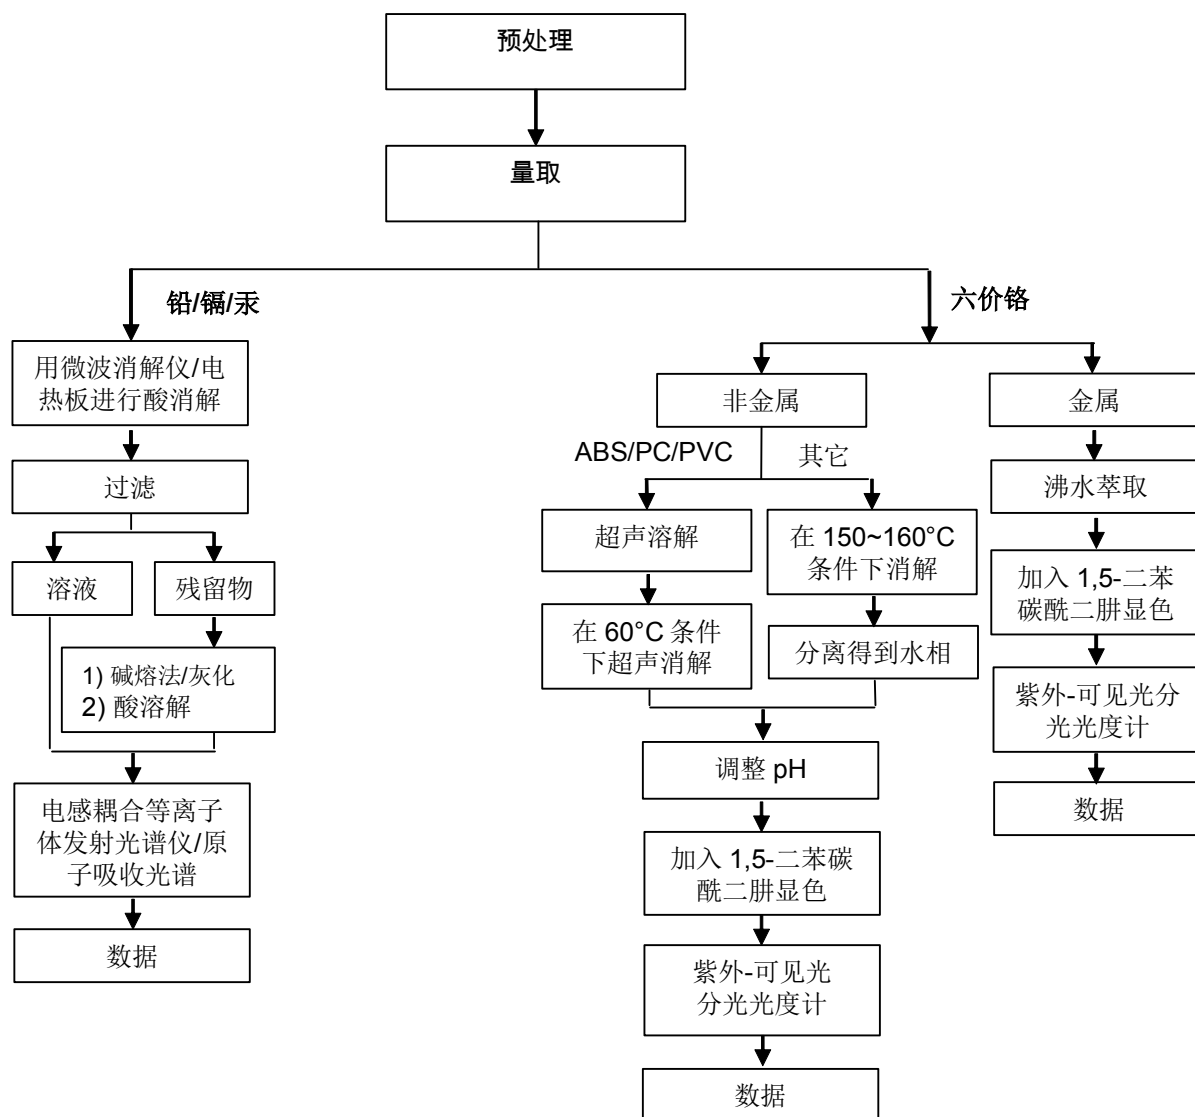 预处理
量取
铅/镉/汞
六价铬
用微波消解仪/电
热板进行酸消解
过滤
溶液
残留物
1) 碱熔法/灰化
2) 酸溶解
电感耦合等离子
体发射光谱仪/原
子吸收光谱
数据
非金属
ABS/PC/PVC
其它
超声溶解
在 60°C 条件
下超声消解
在 150~160°C
条件下消解
分离得到水相
调整 pH
加入 1,5-二苯碳
酰二肼显色
紫外-可见光
分光光度计
数据
金属
沸水萃取
加入 1,5-二苯
碳酰二肼显色
紫外-可见光分
光光度计
数据